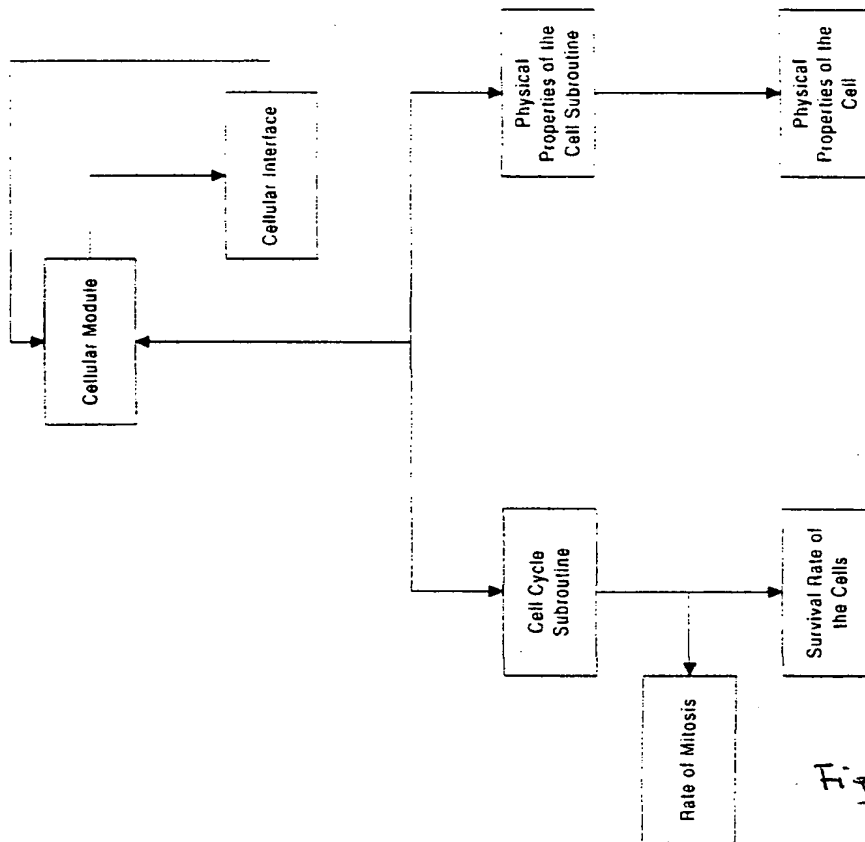 Cellular Module
Cellular Interface
Physical
Properties of the
Cell Subroutine
Physical
Properties of the
Cell
Cell Cycle
Subroutine
Survival Rate of
the Cells
Rate of Mitosis